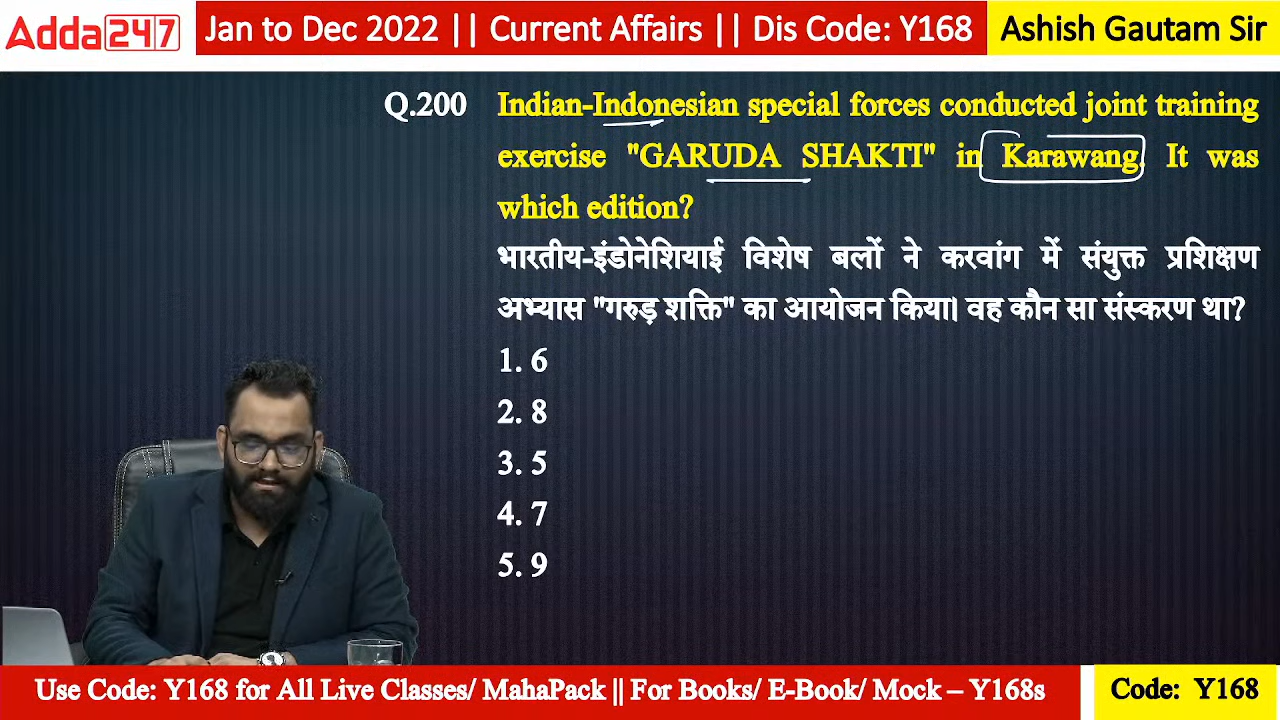 Adda247
Jan to Dec 2022 || Current Affairs || Dis Code: Y168
Ashish Gautam Sir
Q.200 Indian-Indonesian special forces conducted joint training
exercise "GARUDA SHAKTI" in Karawang. It was
which edition?
भारतीय-इंडोनेशियाई विशेष बलों ने करवांग में संयुक्त प्रशिक्षण
अभ्यास "गरुड़ शक्ति" का आयोजन किया। वह कौन सा संस्करण था?
1. 6
2. 8
3. 5
4. 7
5. 9
Use Code: Y168 for All Live Classes/ MahaPack || For Books/ E-Book/ Mock – Y168s
Code: Y168